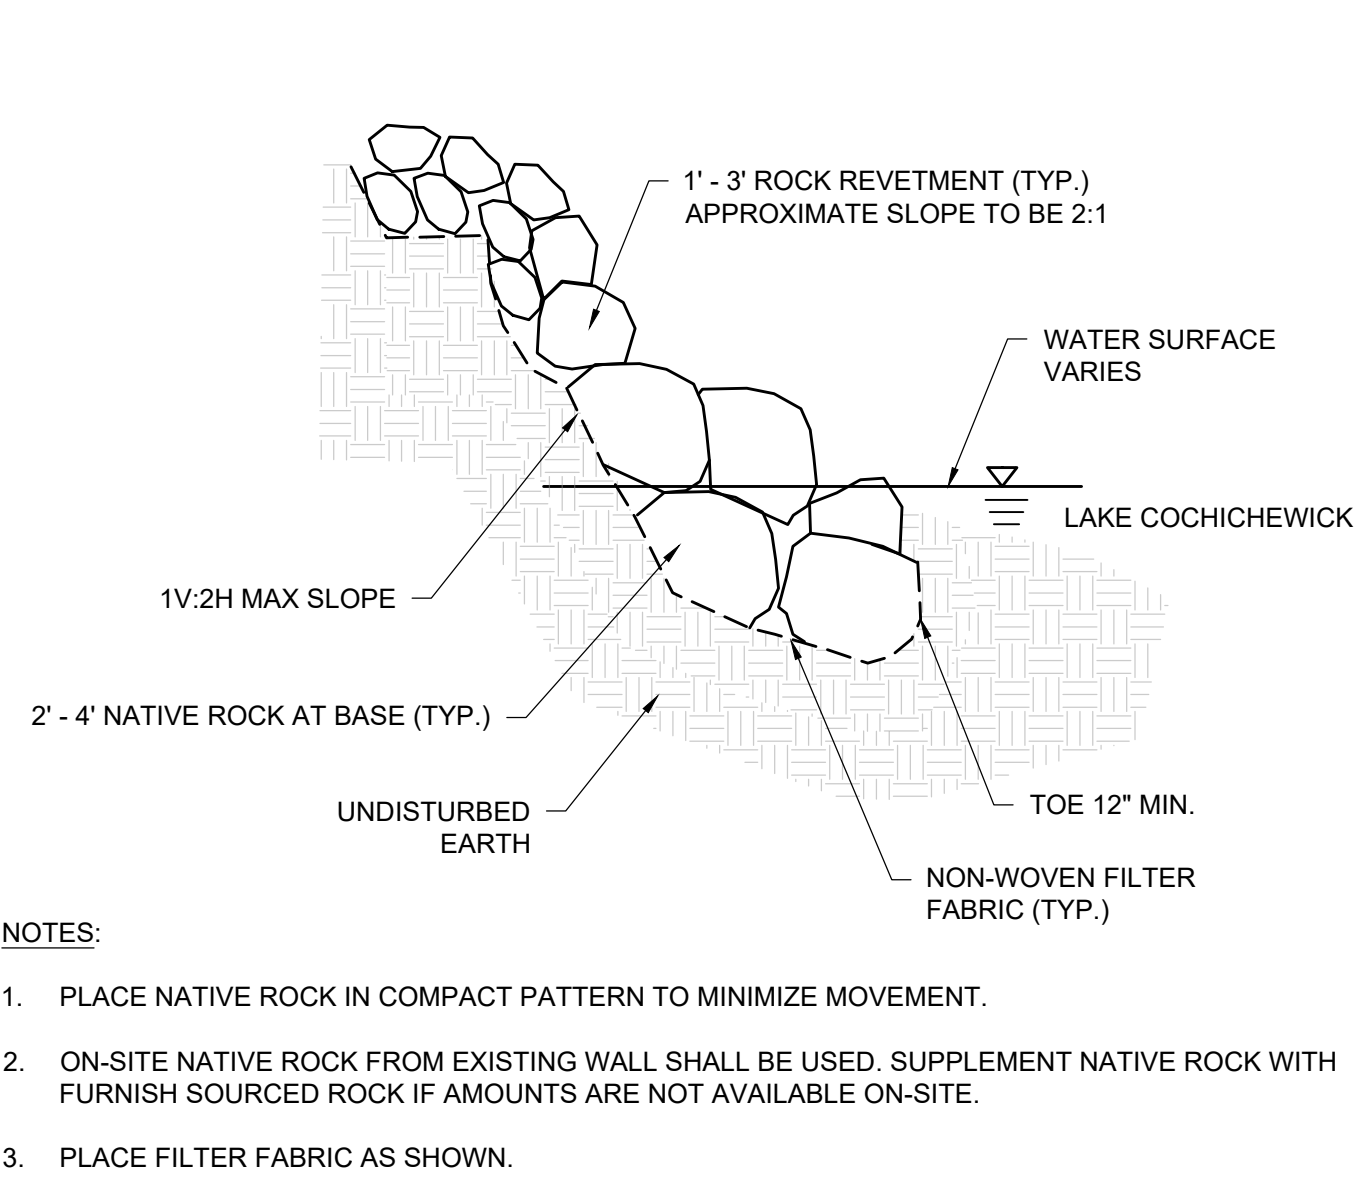 1' - 3' ROCK REVETMENT (TYP.)
APPROXIMATE SLOPE TO BE 2:1
WATER SURFACE
VARIES
LAKE COCHICHEWICK
1V:2H MAX SLOPE
2' - 4' NATIVE ROCK AT BASE (TYP.)
UNDISTURBED
EARTH
TOE 12" MIN.
NON-WOVEN FILTER
FABRIC (TYP.)
NOTES:
1. PLACE NATIVE ROCK IN COMPACT PATTERN TO MINIMIZE MOVEMENT.
2. ON-SITE NATIVE ROCK FROM EXISTING WALL SHALL BE USED. SUPPLEMENT NATIVE ROCK WITH
FURNISH SOURCED ROCK IF AMOUNTS ARE NOT AVAILABLE ON-SITE.
3. PLACE FILTER FABRIC AS SHOWN.